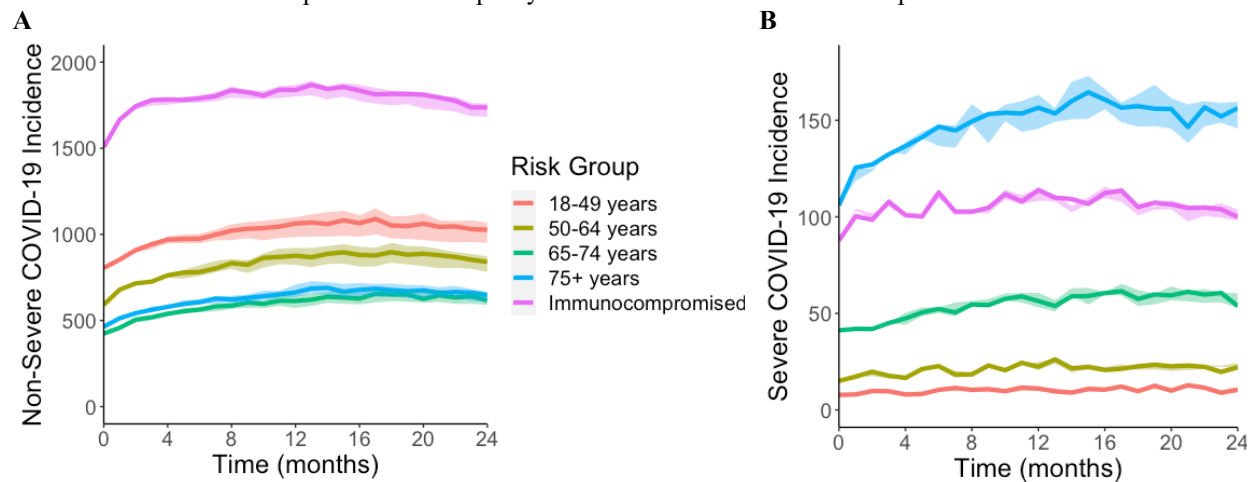 A
Non-Severe COVID-19 Incidence
2000
1500
1000
500
0
0 4 8 12 16 20 24
Time (months)
Risk Group
18-49 years
50-64 years
65-74 years
75+ years
Immunocompromised
B
Severe COVID-19 Incidence
150
100
50
0
0 4 8 12 16 20 24
Time (months)